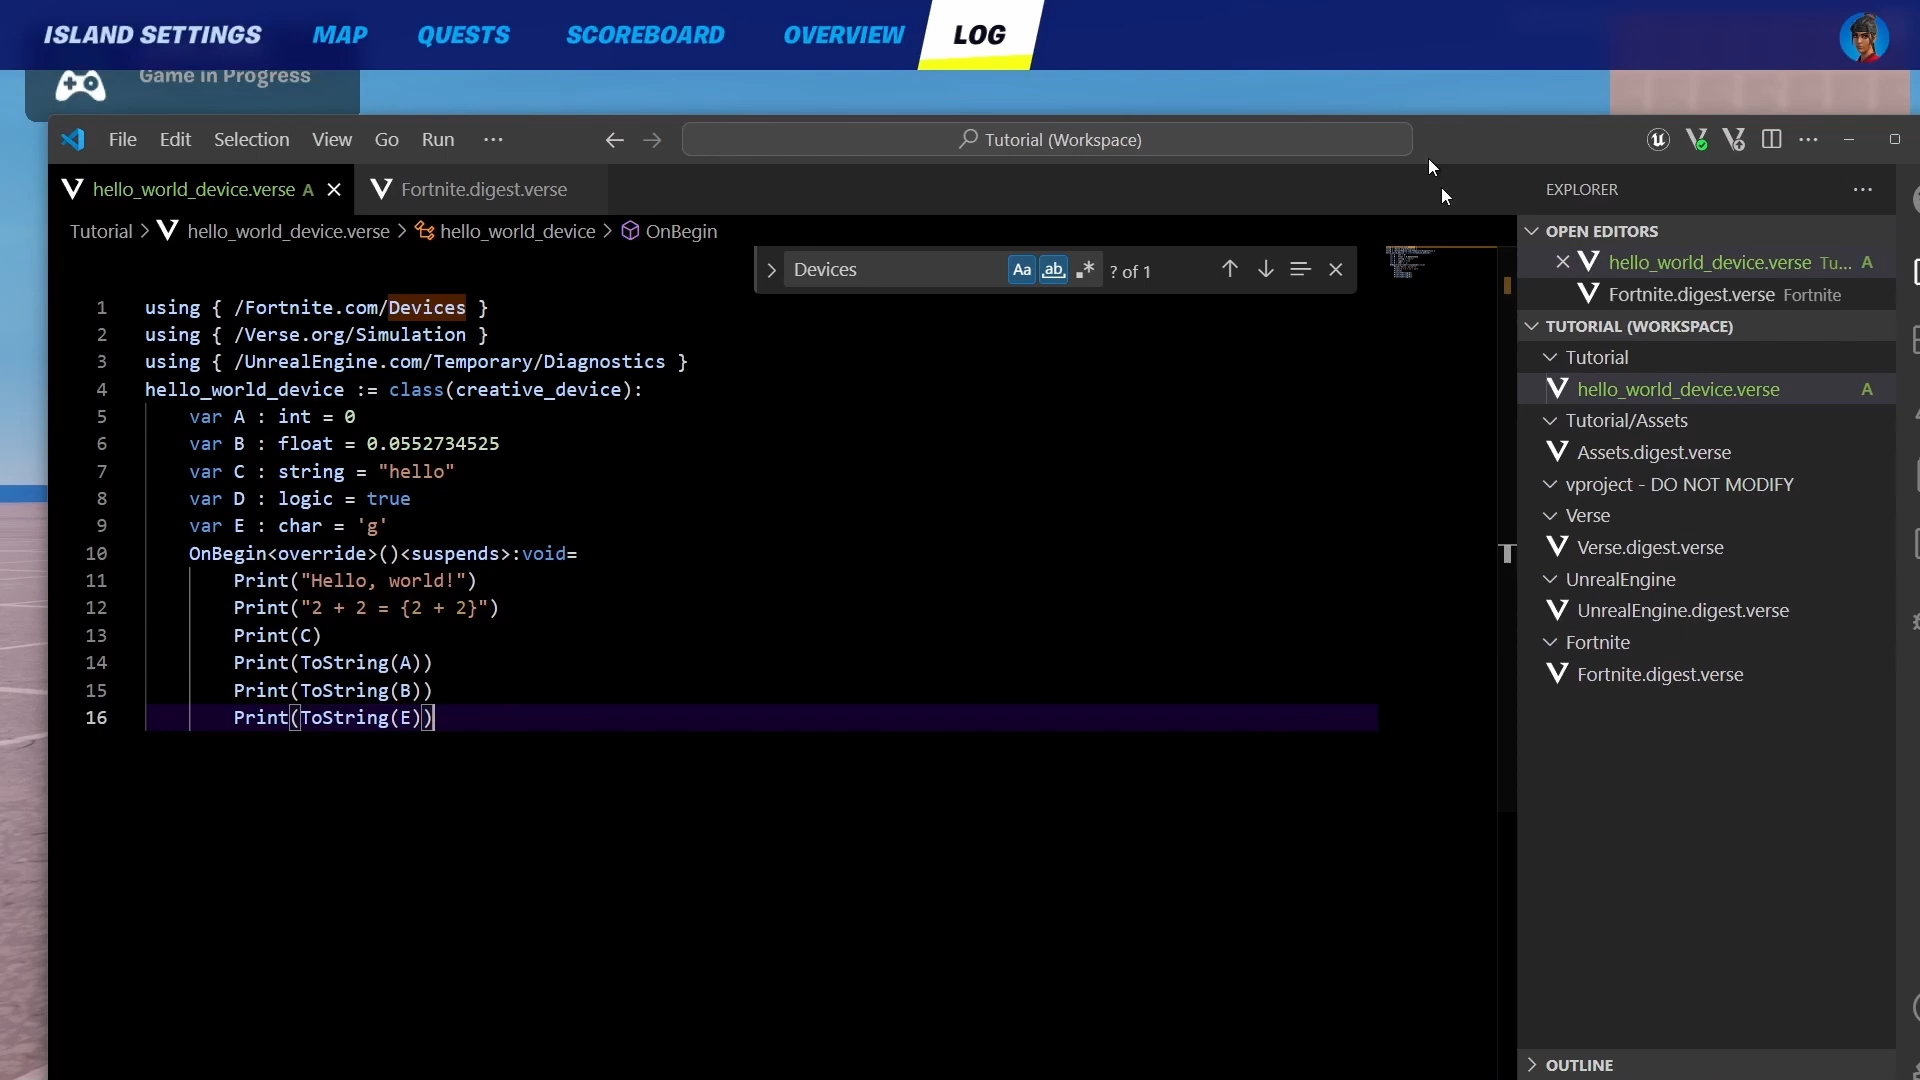 ISLAND SETTINGS MAP QUESTS SCOREBOARD OVERVIEW LOG
Game in Progress
File Edit Selection View Go Run ··· Tutorial (Workspace)
hello_world_device.verse A Fortnite.digest.verse
Tutorial > hello_world_device.verse > hello_world_device > OnBegin
Devices Aa ab .* ? of 1
1 using { /Fortnite.com/Devices }
2 using { /Verse.org/Simulation }
3 using { /UnrealEngine.com/Temporary/Diagnostics }
4 hello_world_device := class(creative_device):
5 var A : int = 0
6 var B : float = 0.0552734525
7 var C : string = "hello"
8 var D : logic = true
9 var E : char = 'g'
10 OnBegin<override>()<suspends>:void=
11 Print("Hello, world!")
12 Print("2 + 2 = {2 + 2}")
13 Print(C)
14 Print(ToString(A))
15 Print(ToString(B))
16 Print(ToString(E))
EXPLORER
OPEN EDITORS
hello_world_device.verse Tu... A
Fortnite.digest.verse Fortnite
TUTORIAL (WORKSPACE)
Tutorial
hello_world_device.verse A
Tutorial/Assets
Assets.digest.verse
vproject - DO NOT MODIFY
Verse
Verse.digest.verse
UnrealEngine
UnrealEngine.digest.verse
Fortnite
Fortnite.digest.verse
OUTLINE